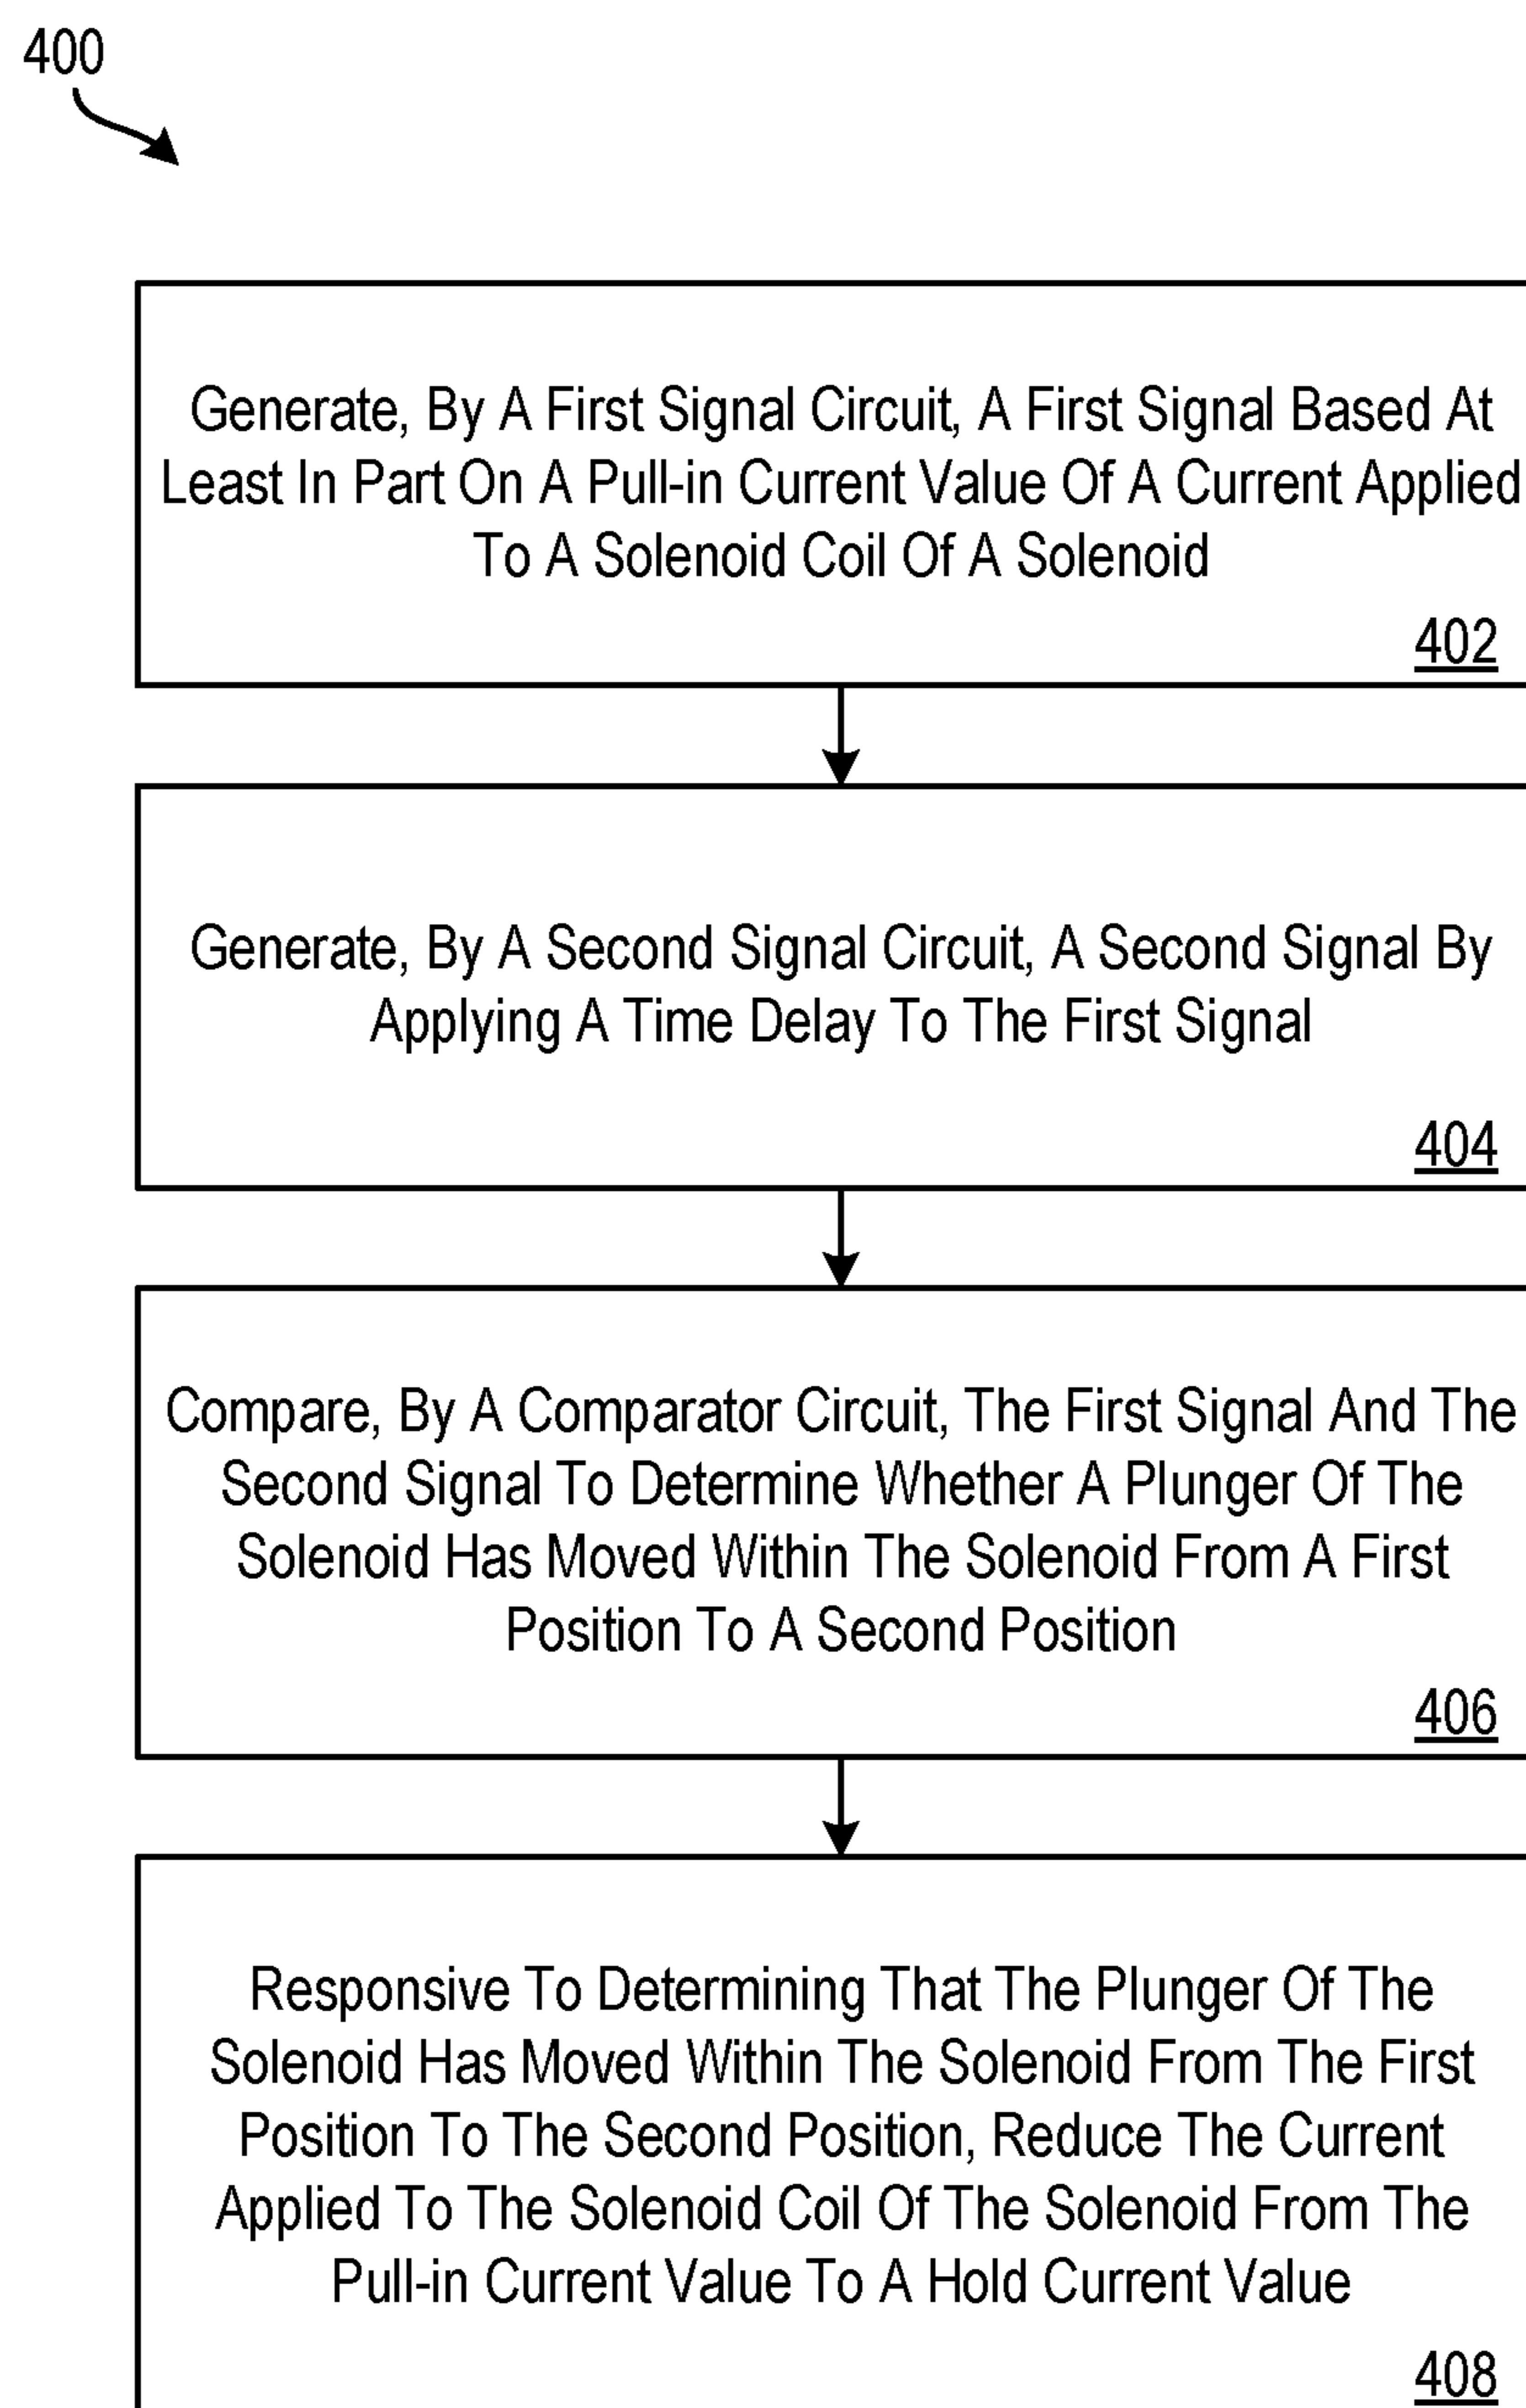 400
Generate, By A First Signal Circuit, A First Signal Based At
Least In Part On A Pull-in Current Value Of A Current Applied
To A Solenoid Coil Of A Solenoid
402
Generate, By A Second Signal Circuit, A Second Signal By
Applying A Time Delay To The First Signal
404
Compare, By A Comparator Circuit, The First Signal And The
Second Signal To Determine Whether A Plunger Of The
Solenoid Has Moved Within The Solenoid From A First
Position To A Second Position
406
Responsive To Determining That The Plunger Of The
Solenoid Has Moved Within The Solenoid From The First
Position To The Second Position, Reduce The Current
Applied To The Solenoid Coil Of The Solenoid From The
Pull-in Current Value To A Hold Current Value
408